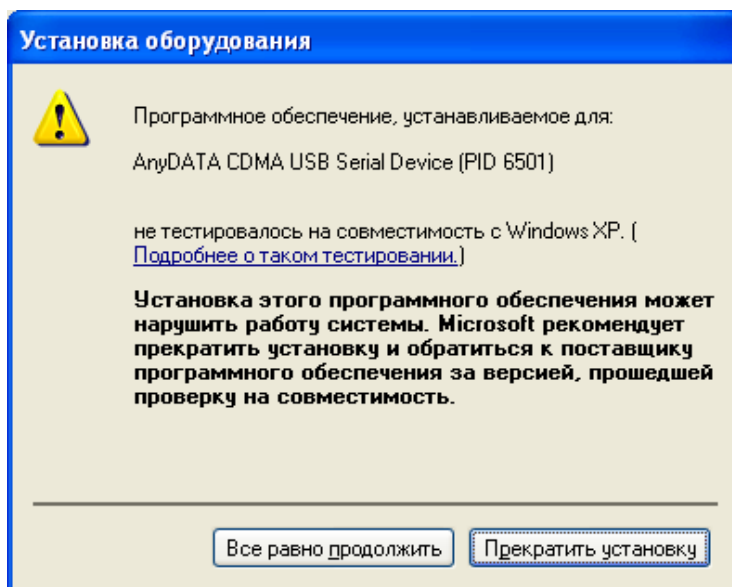 Установка оборудования
Программное обеспечение, устанавливаемое для:
AnyDATA CDMA USB Serial Device (PID 6501)
не тестировалось на совместимость с Windows XP. (
Подробнее о таком тестировании.)
Установка этого программного обеспечения может
нарушить работу системы. Microsoft рекомендует
прекратить установку и обратиться к поставщику
программного обеспечения за версией, прошедшей
проверку на совместимость.
Все равно продолжить
Прекратить установку